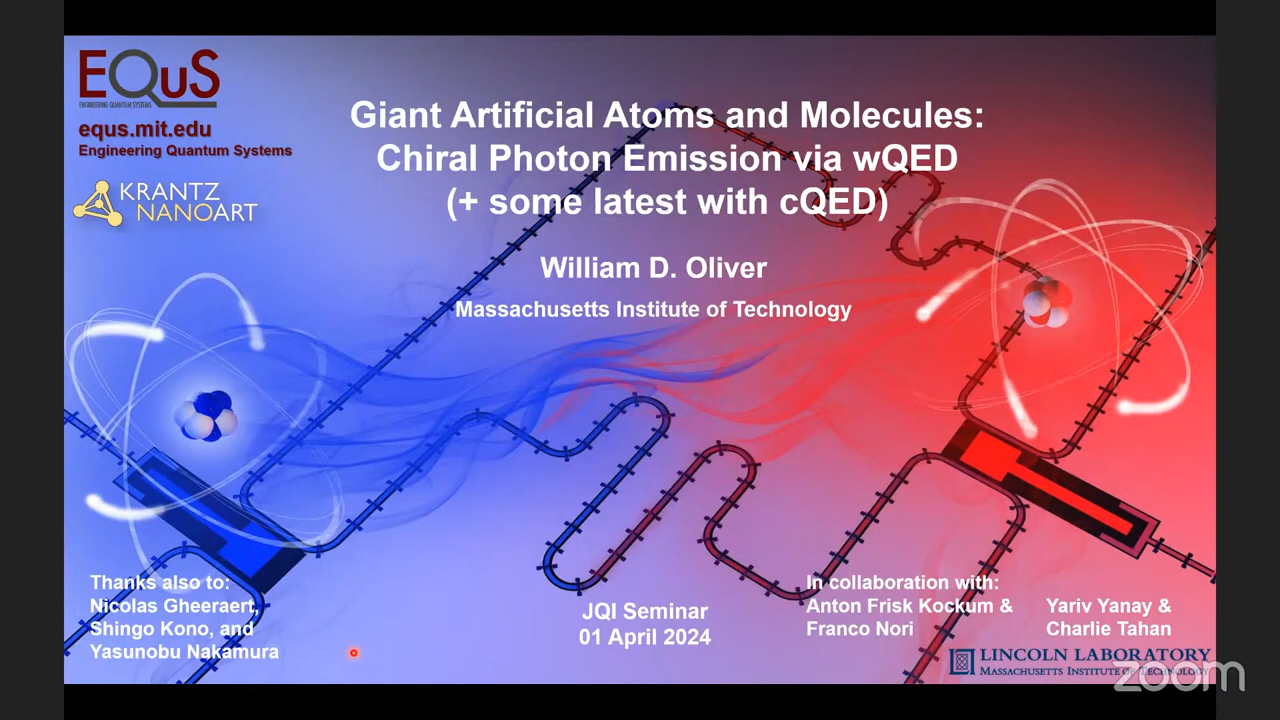 EQuS
ENGINEERING QUANTUM SYSTEMS
equs.mit.edu
Engineering Quantum Systems
KRANTZ
NANOART
Giant Artificial Atoms and Molecules:
Chiral Photon Emission via wQED
(+ some latest with cQED)
William D. Oliver
Massachusetts Institute of Technology
Thanks also to:
Nicolas Gheeraert,
Shingo Kono, and
Yasunobu Nakamura
JQI Seminar
01 April 2024
In collaboration with:
Anton Frisk Kockum &
Franco Nori
Yariv Yanay &
Charlie Tahan
LINCOLN LABORATORY
MASSACHUSETTS INSTITUTE OF TECHNOLOGY
zoom